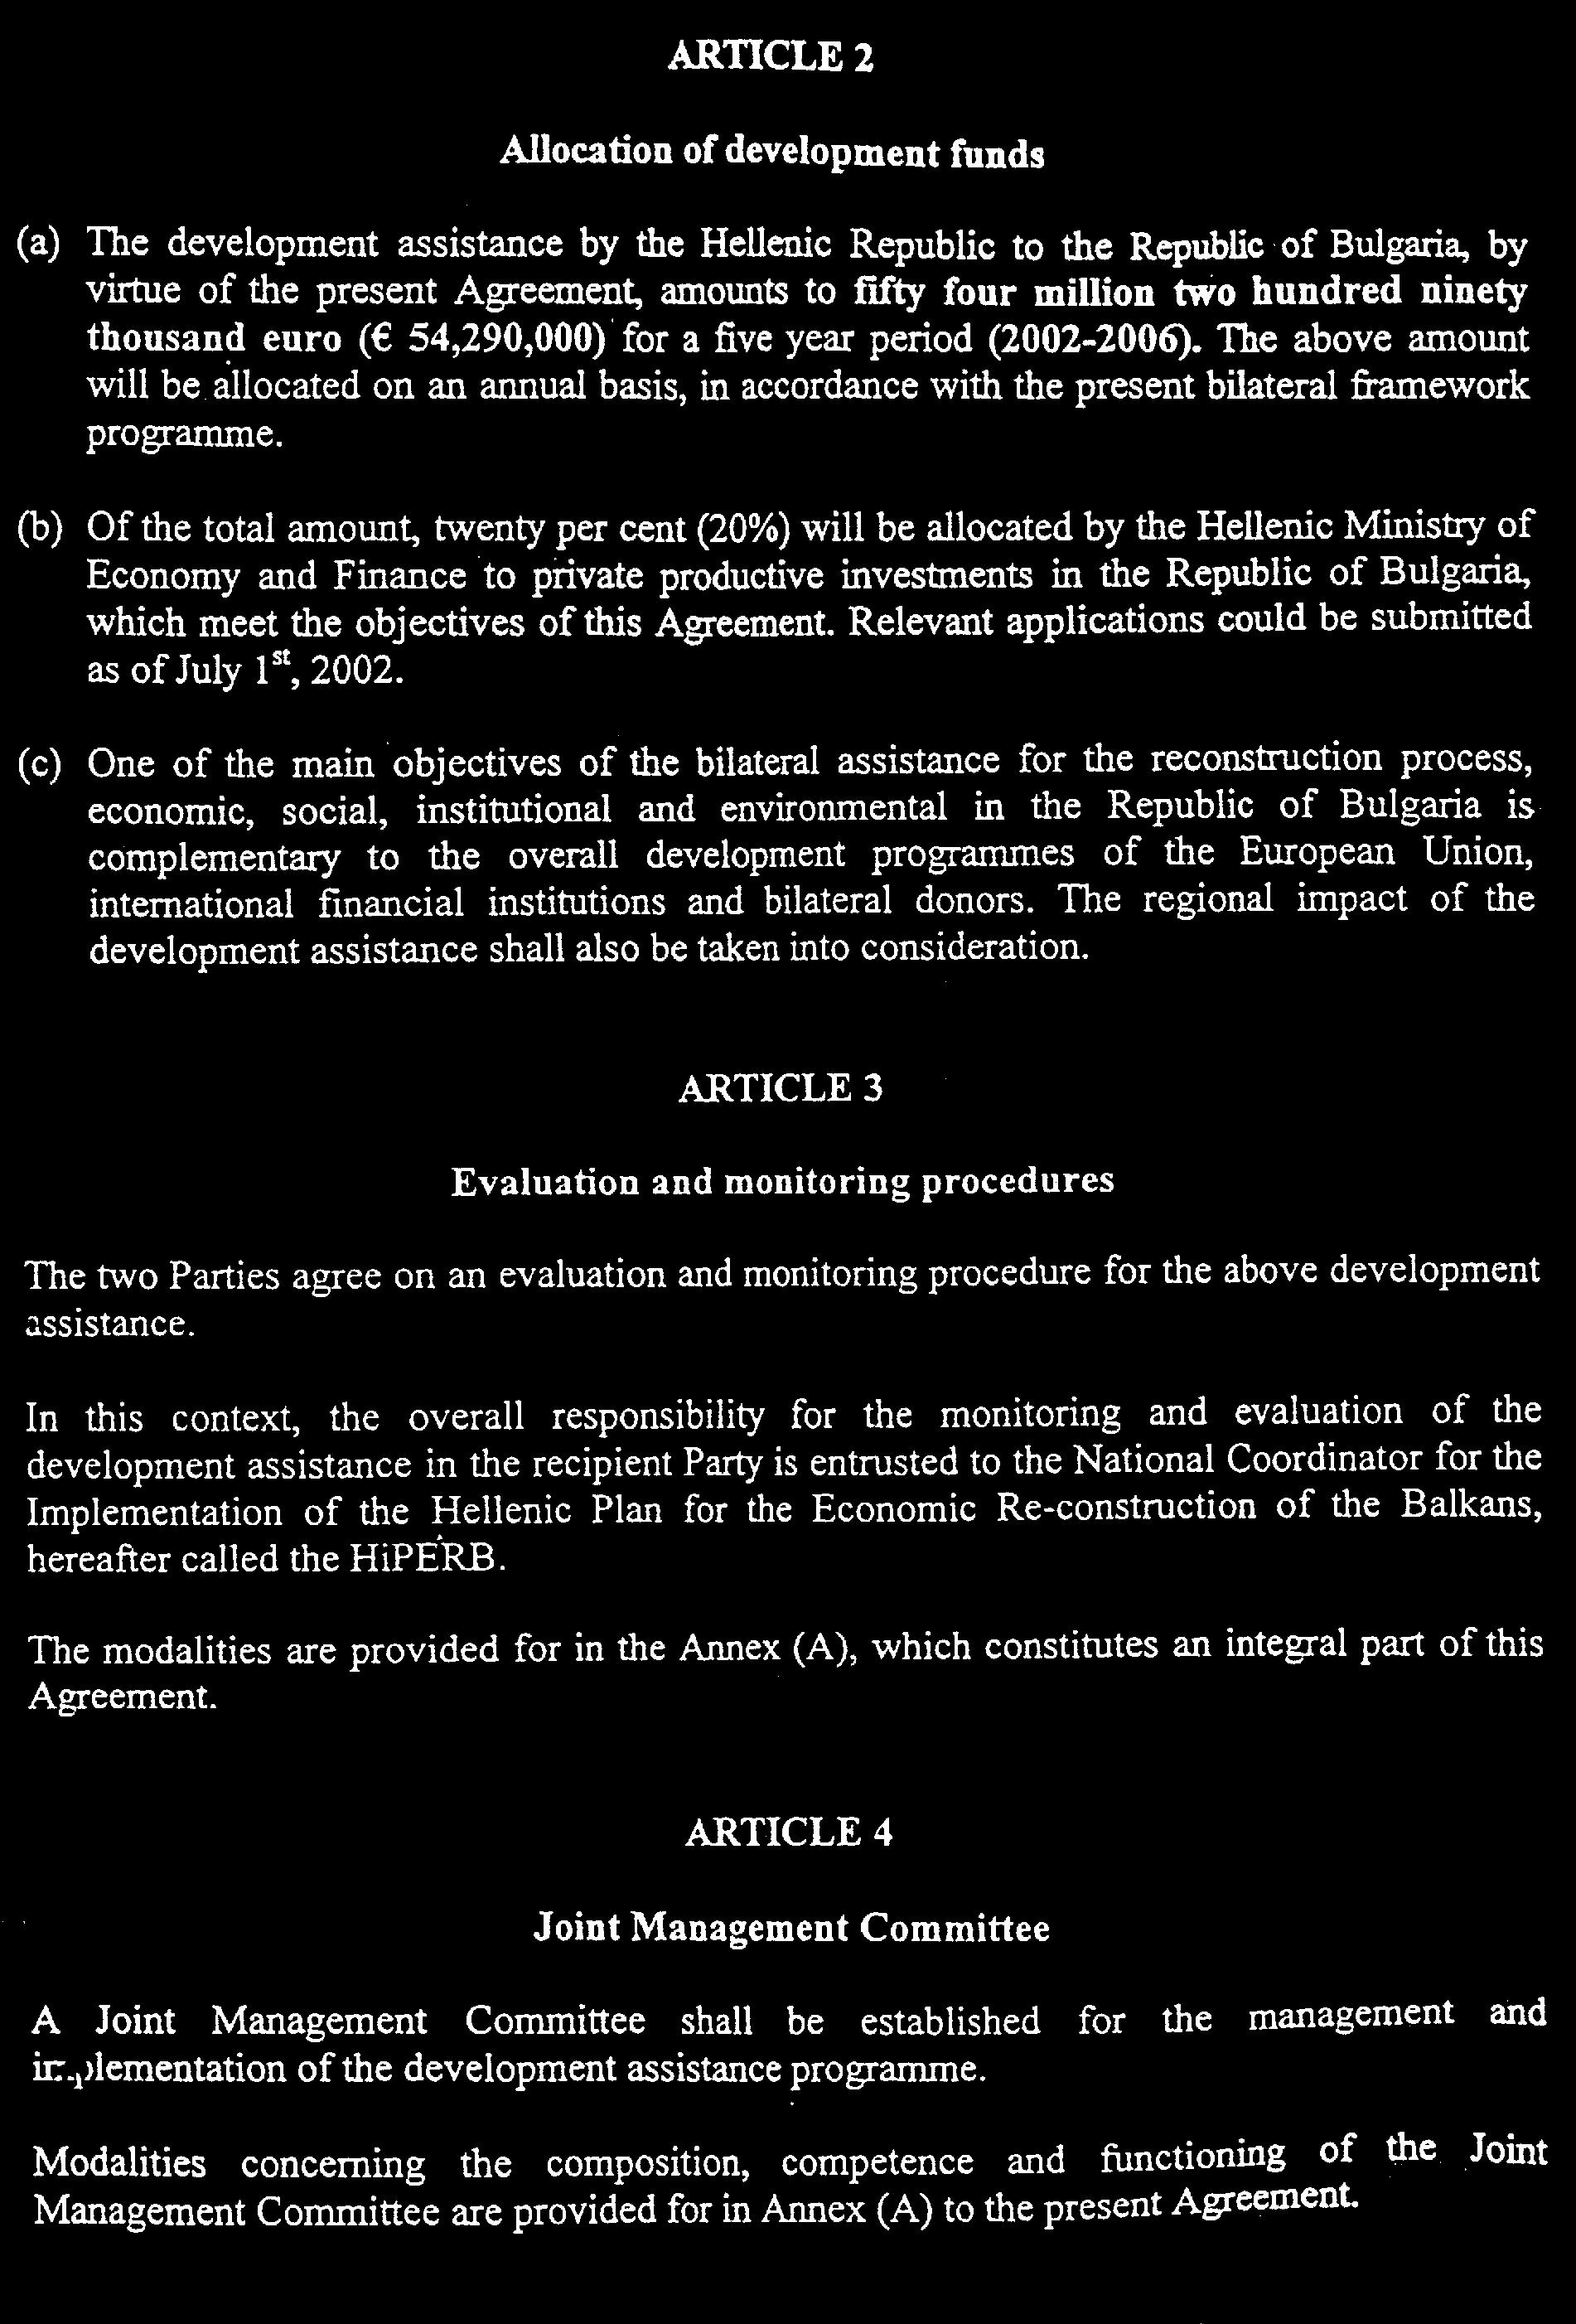 ARTICLE 2
Allocation of development funds
(a) The development assistance by the Hellenic Republic to the Republic of Bulgaria, by
virtue of the present Agreement, amounts to fifty four million two hundred ninety
thousand euro (€ 54,290,000) for a five year period (2002-2006). The above amount
will be allocated on an annual basis, in accordance with the present bilateral framework
programme.
(b) Of the total amount, twenty per cent (20%) will be allocated by the Hellenic Ministry of
Economy and Finance to private productive investments in the Republic of Bulgaria,
which meet the objectives of this Agreement. Relevant applications could be submitted
as of July 1st, 2002.
(c) One of the main objectives of the bilateral assistance for the reconstruction process,
economic, social, institutional and environmental in the Republic of Bulgaria is
complementary to the overall development programmes of the European Union,
international financial institutions and bilateral donors. The regional impact of the
development assistance shall also be taken into consideration.
ARTICLE 3
Evaluation and monitoring procedures
The two Parties agree on an evaluation and monitoring procedure for the above development
assistance.
In this context, the overall responsibility for the monitoring and evaluation of the
development assistance in the recipient Party is entrusted to the National Coordinator for the
Implementation of the Hellenic Plan for the Economic Re-construction of the Balkans,
hereafter called the HiPERB.
The modalities are provided for in the Annex (A), which constitutes an integral part of this
Agreement.
ARTICLE 4
Joint Management Committee
A Joint Management Committee shall be established for the management and
implementation of the development assistance programme.
Modalities concerning the composition, competence and functioning of the Joint
Management Committee are provided for in Annex (A) to the present Agreement.